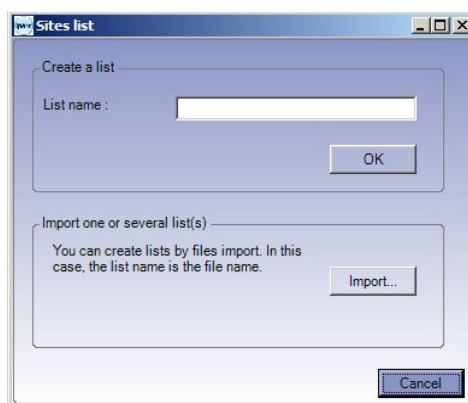 Sites list
Create a list
List name :
OK
Import one or several list(s)
You can create lists by files import. In this
case, the list name is the file name.
Import...
Cancel